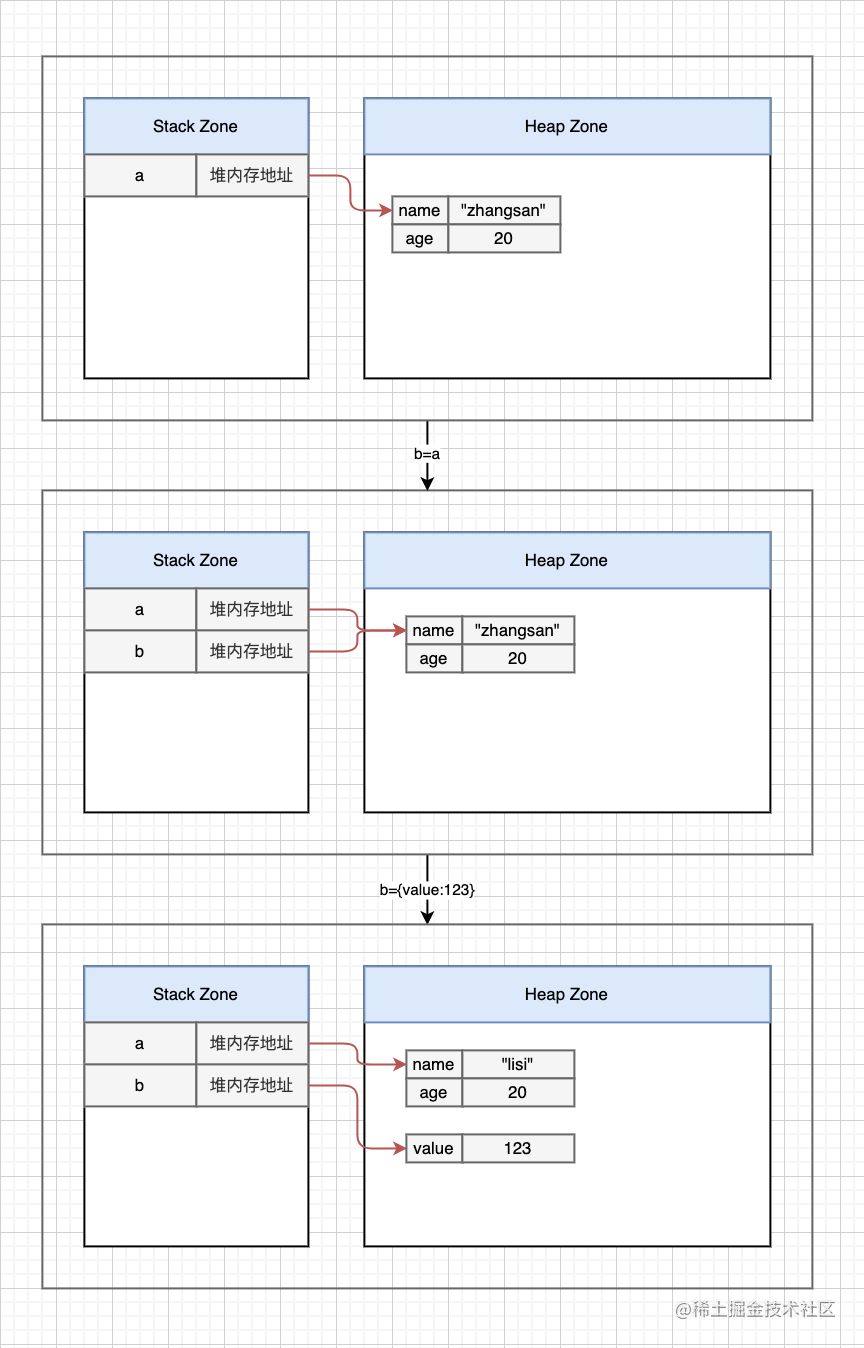 Stack Zone
Heap Zone
a 堆内存地址
name "zhangsan"
age 20
b=a
Stack Zone
Heap Zone
a 堆内存地址
b 堆内存地址
name "zhangsan"
age 20
b={value:123}
Stack Zone
Heap Zone
a 堆内存地址
b 堆内存地址
name "lisi"
age 20
value 123
@稀土掘金技术社区